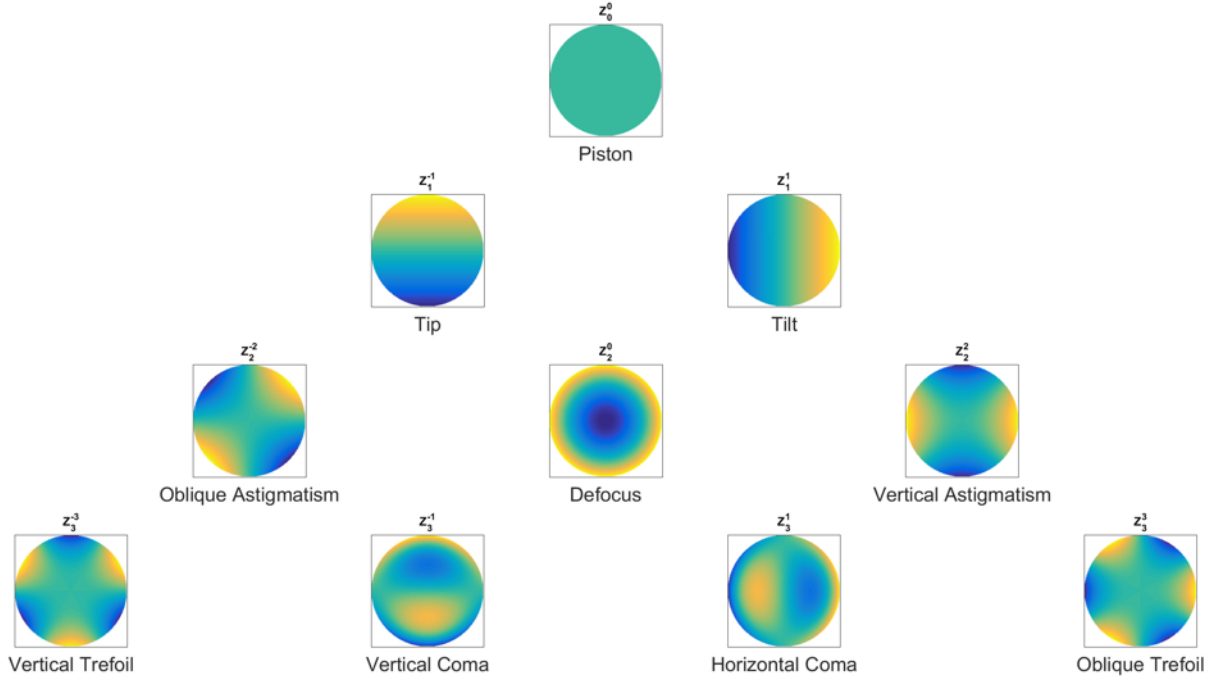 Z₀⁰
Piston
Z₁⁻¹ Z₁¹
Tip Tilt
Z₂⁻² Z₂⁰ Z₂²
Oblique Astigmatism Defocus Vertical Astigmatism
Z₃⁻³ Z₃⁻¹ Z₃¹ Z₃³
Vertical Trefoil Vertical Coma Horizontal Coma Oblique Trefoil